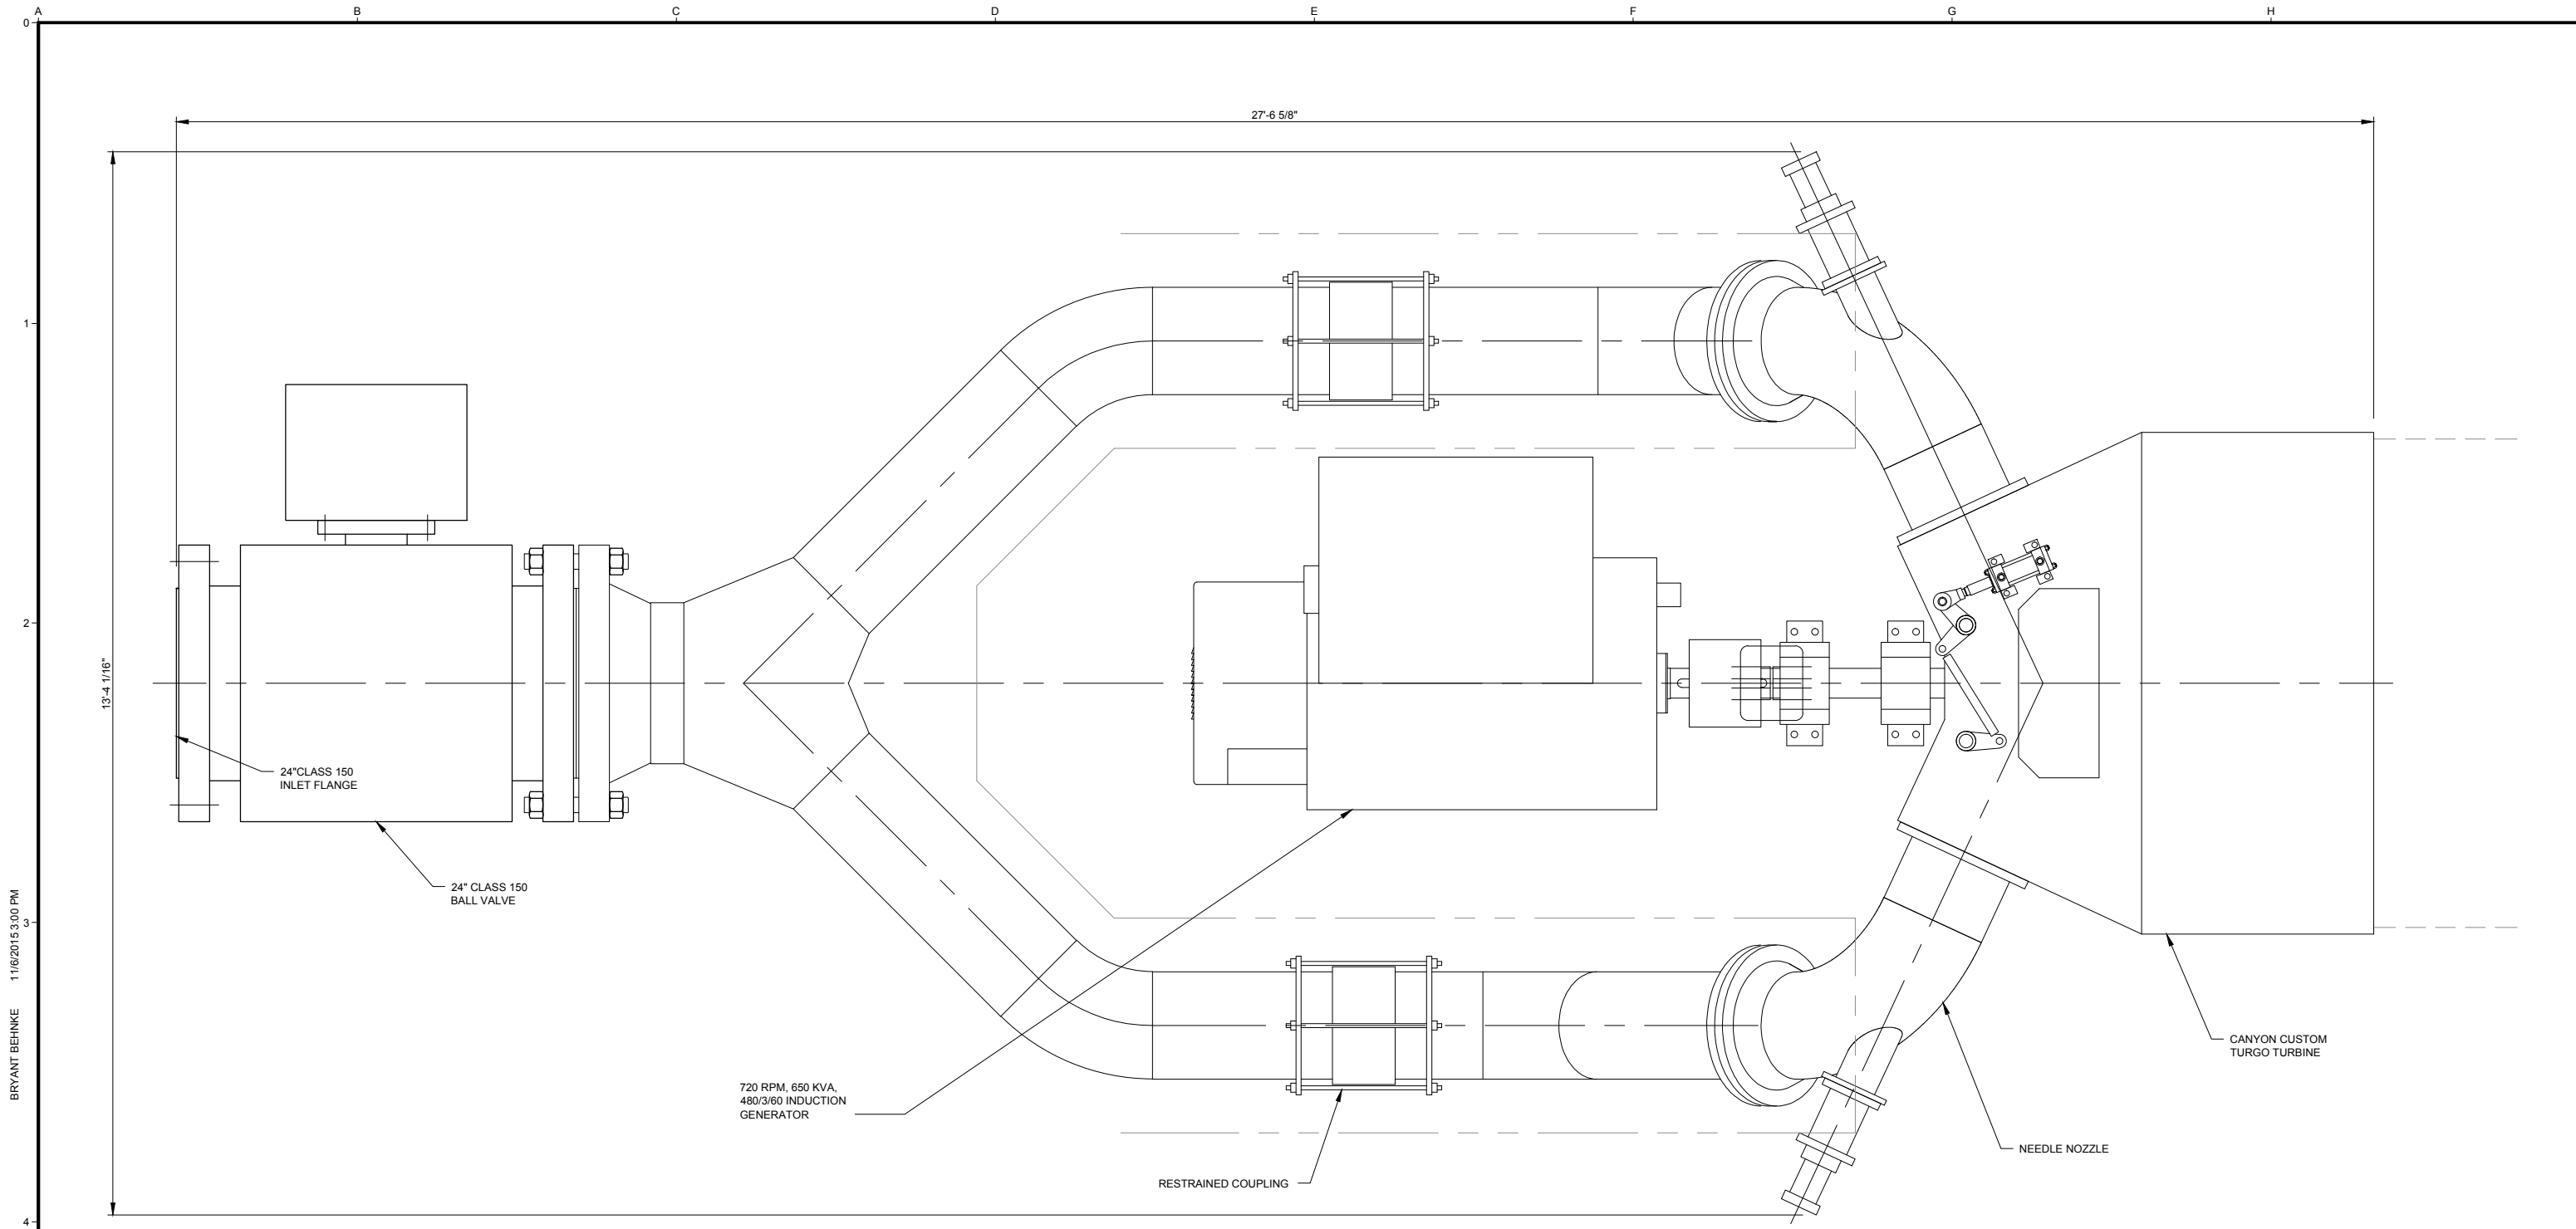 A B C D E F G H
0
27'-6 5/8"
1
2
13'-4 1/16"
24"CLASS 150
INLET FLANGE
24" CLASS 150
BALL VALVE
3
BRYANT BEHNKE 11/6/2015 3:00 PM
CANYON CUSTOM
TURGO TURBINE
720 RPM, 650 KVA,
480/3/60 INDUCTION
GENERATOR
NEEDLE NOZZLE
RESTRAINED COUPLING
4